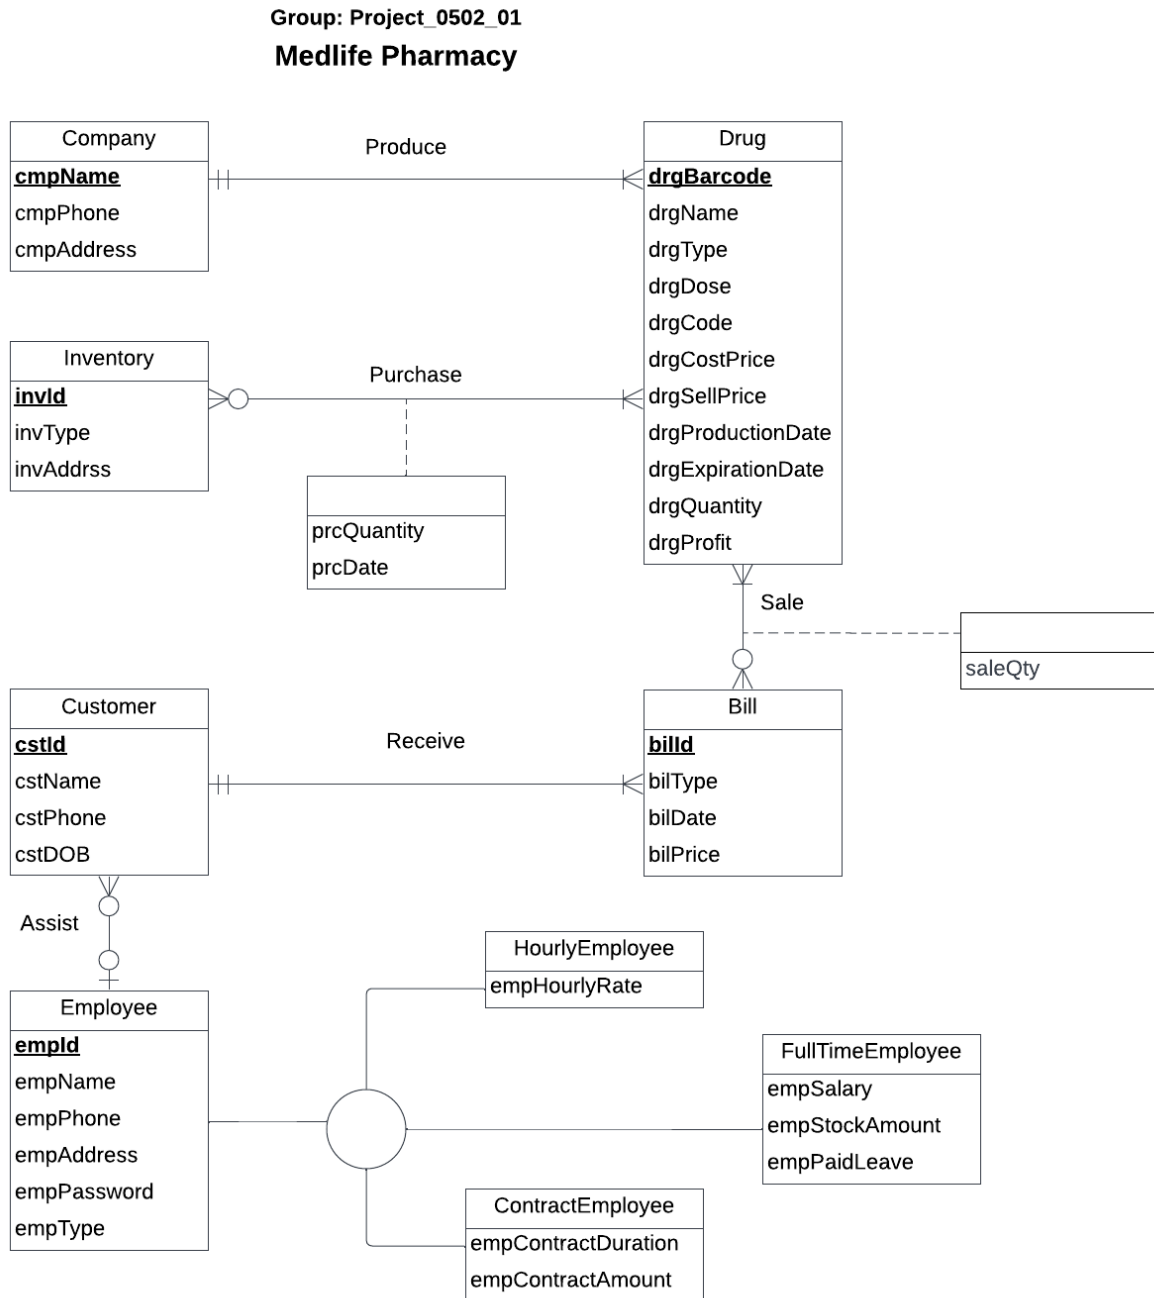 Group: Project_0502_01
Medlife Pharmacy
Company
cmpName
cmpPhone
cmpAddress
Produce
Drug
drgBarcode
drgName
drgType
drgDose
drgCode
drgCostPrice
drgSellPrice
drgProductionDate
drgExpirationDate
drgQuantity
drgProfit
Inventory
invId
invType
invAddrss
Purchase
prcQuantity
prcDate
Sale
saleQty
Customer
cstId
cstName
cstPhone
cstDOB
Receive
Bill
bilId
bilType
bilDate
bilPrice
Assist
Employee
empId
empName
empPhone
empAddress
empPassword
empType
HourlyEmployee
empHourlyRate
FullTimeEmployee
empSalary
empStockAmount
empPaidLeave
ContractEmployee
empContractDuration
empContractAmount